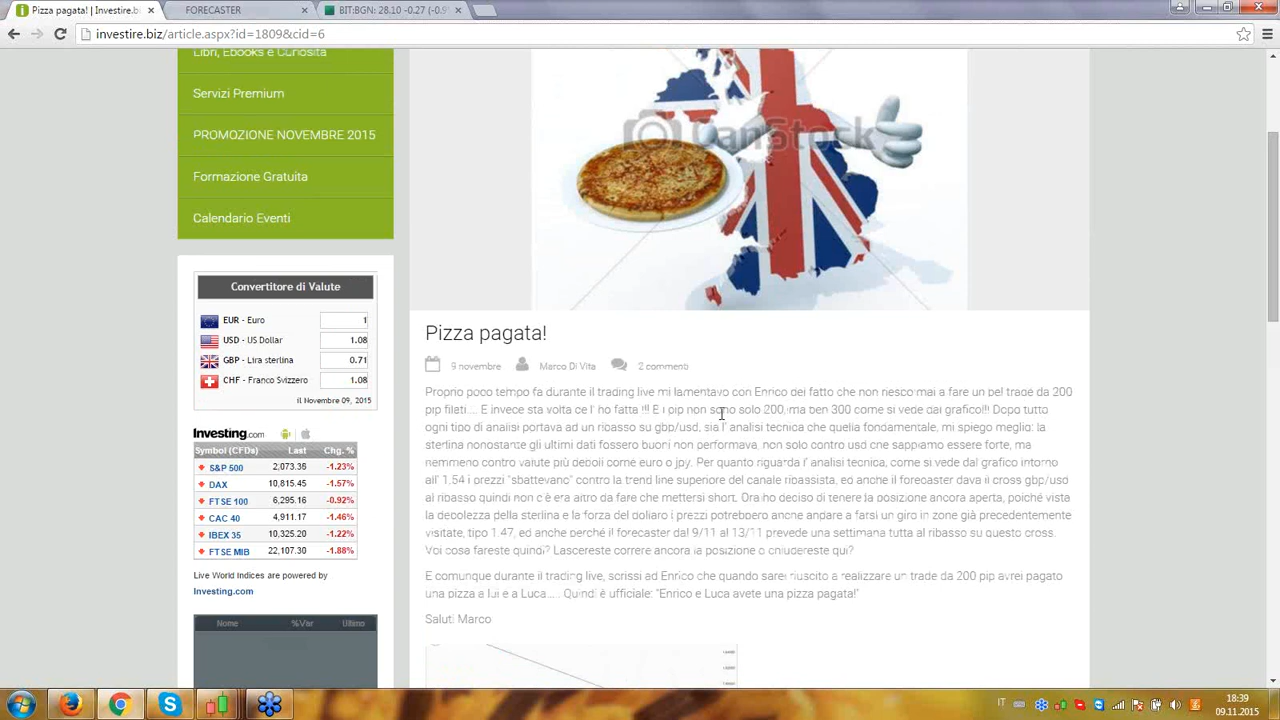 Pizza pagata! | Investire.biz
FORECASTER
BIT:BGN: 28.10 -0.27 (-0.9
investire.biz/article.aspx?id=1809&cid=6
Libri, Ebooks e Curiosità
Servizi Premium
PROMOZIONE NOVEMBRE 2015
Formazione Gratuita
Calendario Eventi
CanStock
Convertitore di Valute
EUR - Euro 1
USD - US Dollar 1.08
GBP - Lira sterlina 0.71
CHF - Franco Svizzero 1.08
il Novembre 09, 2015
Investing.com
Symbol (CFDs) Last Chg. %
S&P 500 2,073.36 -1.23%
DAX 10,815.45 -1.57%
FTSE 100 6,295.16 -0.92%
CAC 40 4,911.17 -1.46%
IBEX 35 10,325.20 -1.14%
FTSE MIB 22,107.30 -1.88%
Live World Indices are powered by
Investing.com
Nome %Var Ultimo
Pizza pagata!
9 novembre Marco Di Vita 2 commenti
Proprio poco tempo fa durante il trading live mi lamentavo con Enrico del fatto che non riesco mai a fare un bel trade da 200
pip filati.... E invece sta volta ce l' ho fatta !!! E i pip non sono solo 200, ma ben 300 come si vede dal grafico!!! Dopo tutto
ogni tipo di analisi portava ad un ribasso su gbp/usd, sia l' analisi tecnica che quella fondamentale, mi spiego meglio: la
sterlina nonostante gli ultimi dati fossero buoni non performava, non solo contro usd che sappiamo essere forte, ma
nemmeno contro valute più deboli come euro o jpy. Per quanto riguarda l' analisi tecnica, come si vede dal grafico intorno
all' 1,54 i prezzi "sbattevano" contro la trend line superiore del canale ribassista, ed anche il forecaster dava il cross gbp/usd
al ribasso quindi non c'è era altro da fare che mettersi short. Ora ho deciso di tenere la posizione ancora aperta, poiché vista
la debolezza della sterlina e la forza del dollaro i prezzi potrebbero anche andare a farsi un giro in zone già precedentemente
visitate, tipo 1.47, ed anche perché il forecaster dal 9/11 al 13/11 prevede una settimana tutta al ribasso su questo cross.
Voi cosa fareste quindi? Lascereste correre ancora la posizione o chiudereste qui?
E comunque durante il trading live, scrissi ad Enrico che quando sarei riuscito a realizzare un trade da 200 pip avrei pagato
una pizza a lui e a Luca..... Quindi è ufficiale: "Enrico e Luca avete una pizza pagata!"
Saluti Marco
IT
18:39
09.11.2015